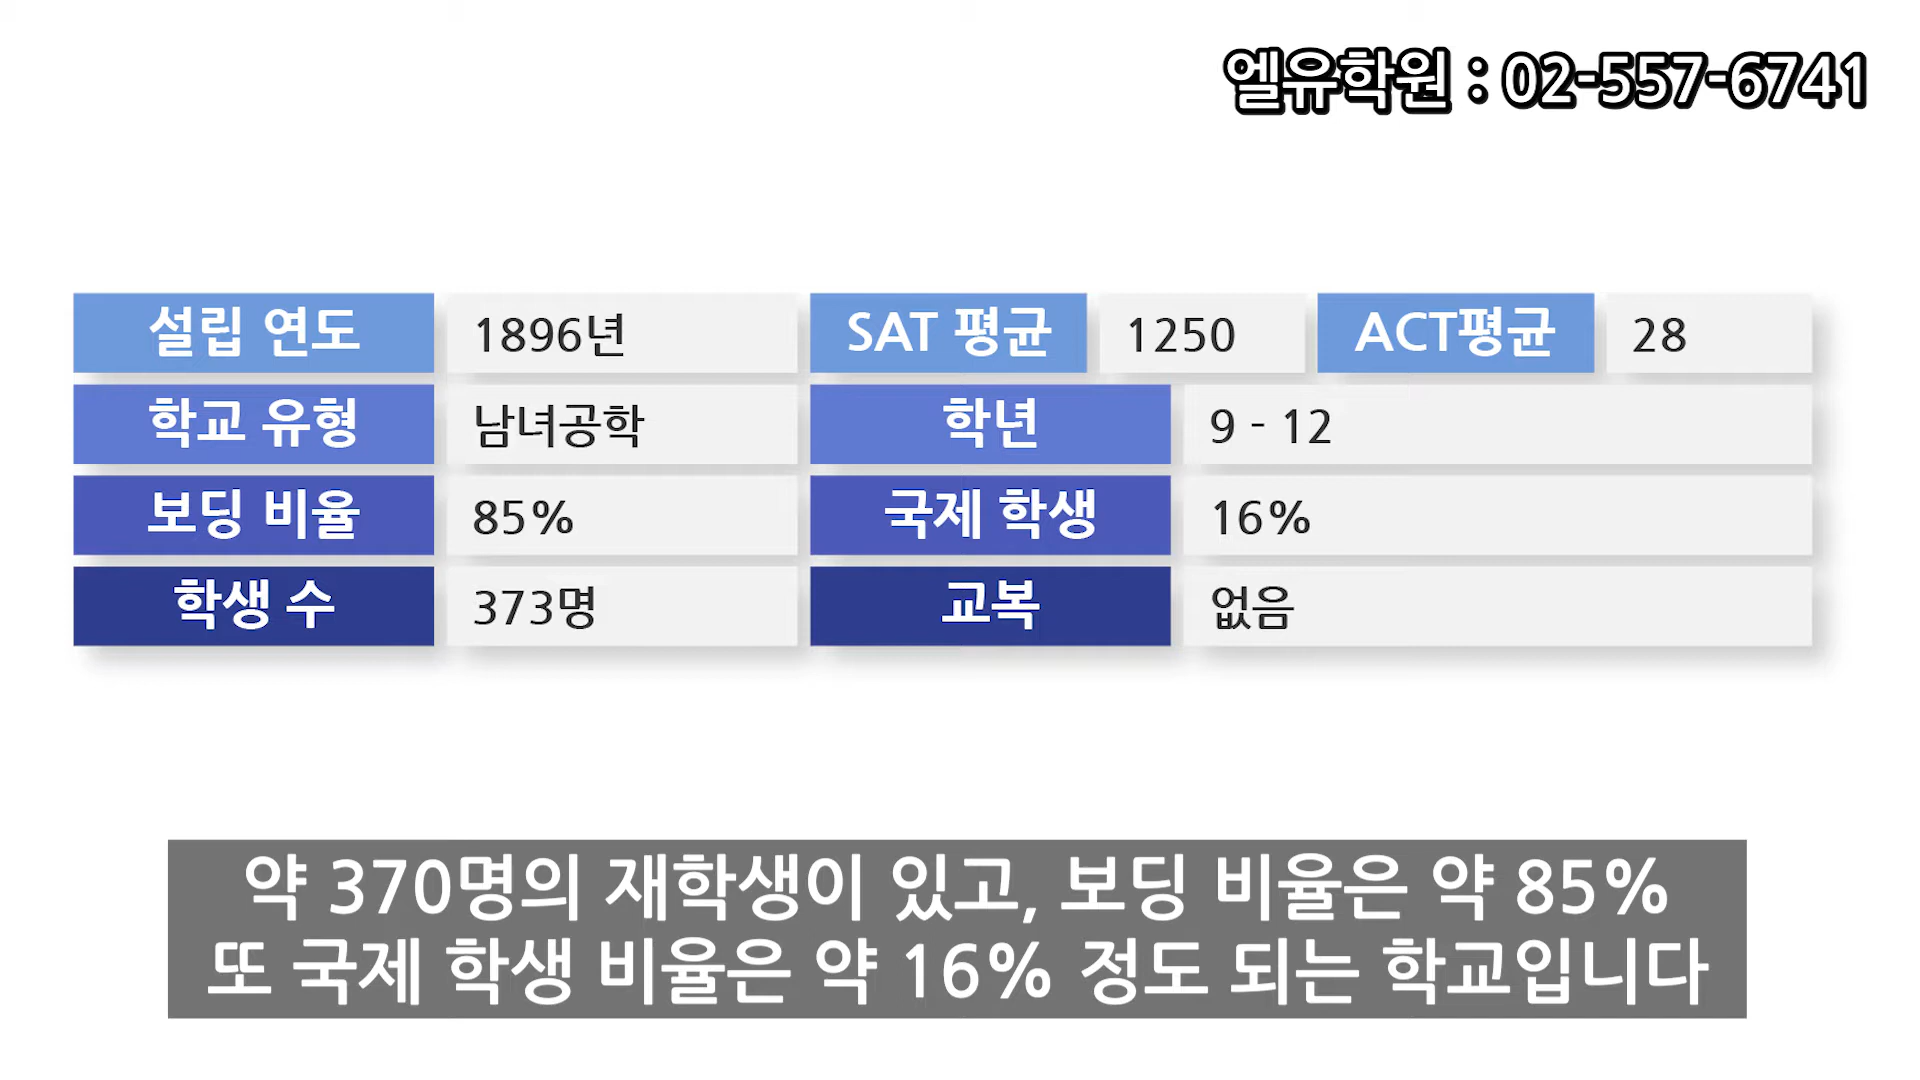 엘유학원 : 02-557-6741
설립 연도 1896년 SAT 평균 1250 ACT평균 28
학교 유형 남녀공학 학년 9 - 12
보딩 비율 85% 국제 학생 16%
학생 수 373명 교복 없음
약 370명의 재학생이 있고, 보딩 비율은 약 85%
또 국제 학생 비율은 약 16% 정도 되는 학교입니다